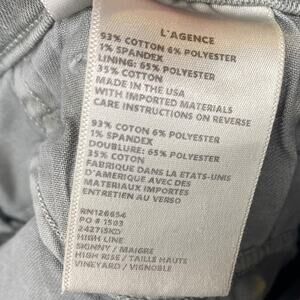 L'AGENCE
93% COTTON 6% POLYESTER
1% SPANDEX
LINING: 65% POLYESTER
35% COTTON
MADE IN THE USA
WITH IMPORTED MATERIALS
CARE INSTRUCTIONS ON REVERSE
93% COTON 6% POLYESTER
1% SPANDEX
DOUBLURE: 65% POLYESTER
35% COTON
FABRIQUE DANS LA ETATS-UNIS
D'AMERIQUE AVEC DES
MATERIAUX IMPORTES
ENTRETIEN AU VERSO
RN126654
PO # 1503
2427ISKD
HIGH LINE
SKINNY / MAIGRE
HIGH RISE / TAILLE HAUTE
VINEYARD / VIGNOBLE